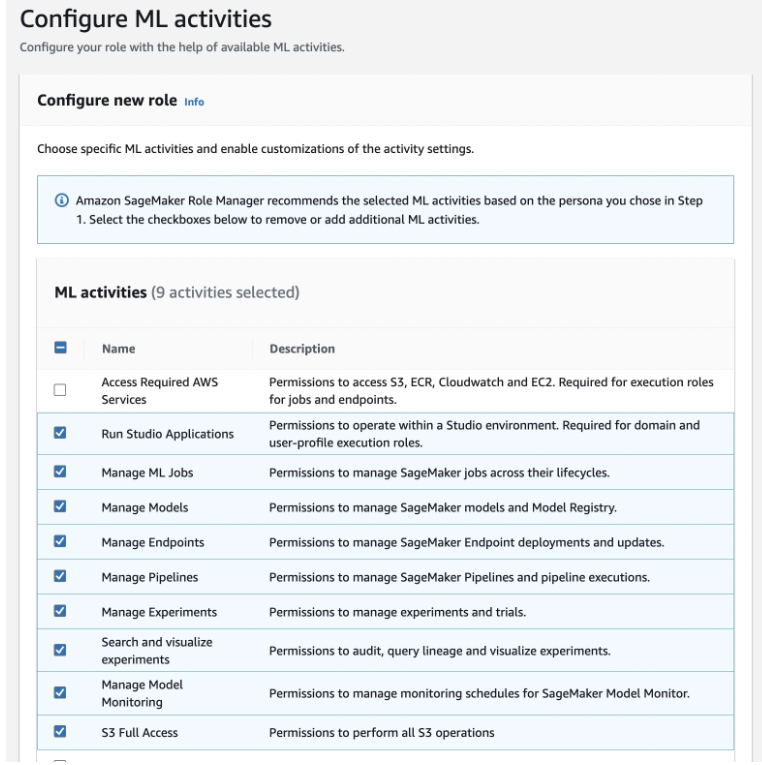 Configure ML activities
Configure your role with the help of available ML activities.
Configure new role Info
Choose specific ML activities and enable customizations of the activity settings.
Amazon SageMaker Role Manager recommends the selected ML activities based on the persona you chose in Step
1. Select the checkboxes below to remove or add additional ML activities.
ML activities (9 activities selected)
Name Description
Access Required AWS Permissions to access S3, ECR, Cloudwatch and EC2. Required for execution roles
Services for jobs and endpoints.
Run Studio Applications Permissions to operate within a Studio environment. Required for domain and
user-profile execution roles.
Manage ML Jobs Permissions to manage SageMaker jobs across their lifecycles.
Manage Models Permissions to manage SageMaker models and Model Registry.
Manage Endpoints Permissions to manage SageMaker Endpoint deployments and updates.
Manage Pipelines Permissions to manage SageMaker Pipelines and pipeline executions.
Manage Experiments Permissions to manage experiments and trials.
Search and visualize
experiments Permissions to audit, query lineage and visualize experiments.
Manage Model
Monitoring Permissions to manage monitoring schedules for SageMaker Model Monitor.
S3 Full Access Permissions to perform all S3 operations